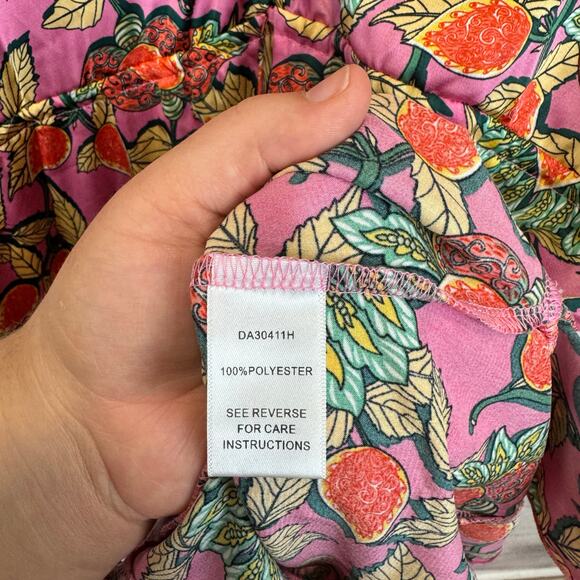 DA30411H
100%POLYESTER
SEE REVERSE
FOR CARE
INSTRUCTIONS